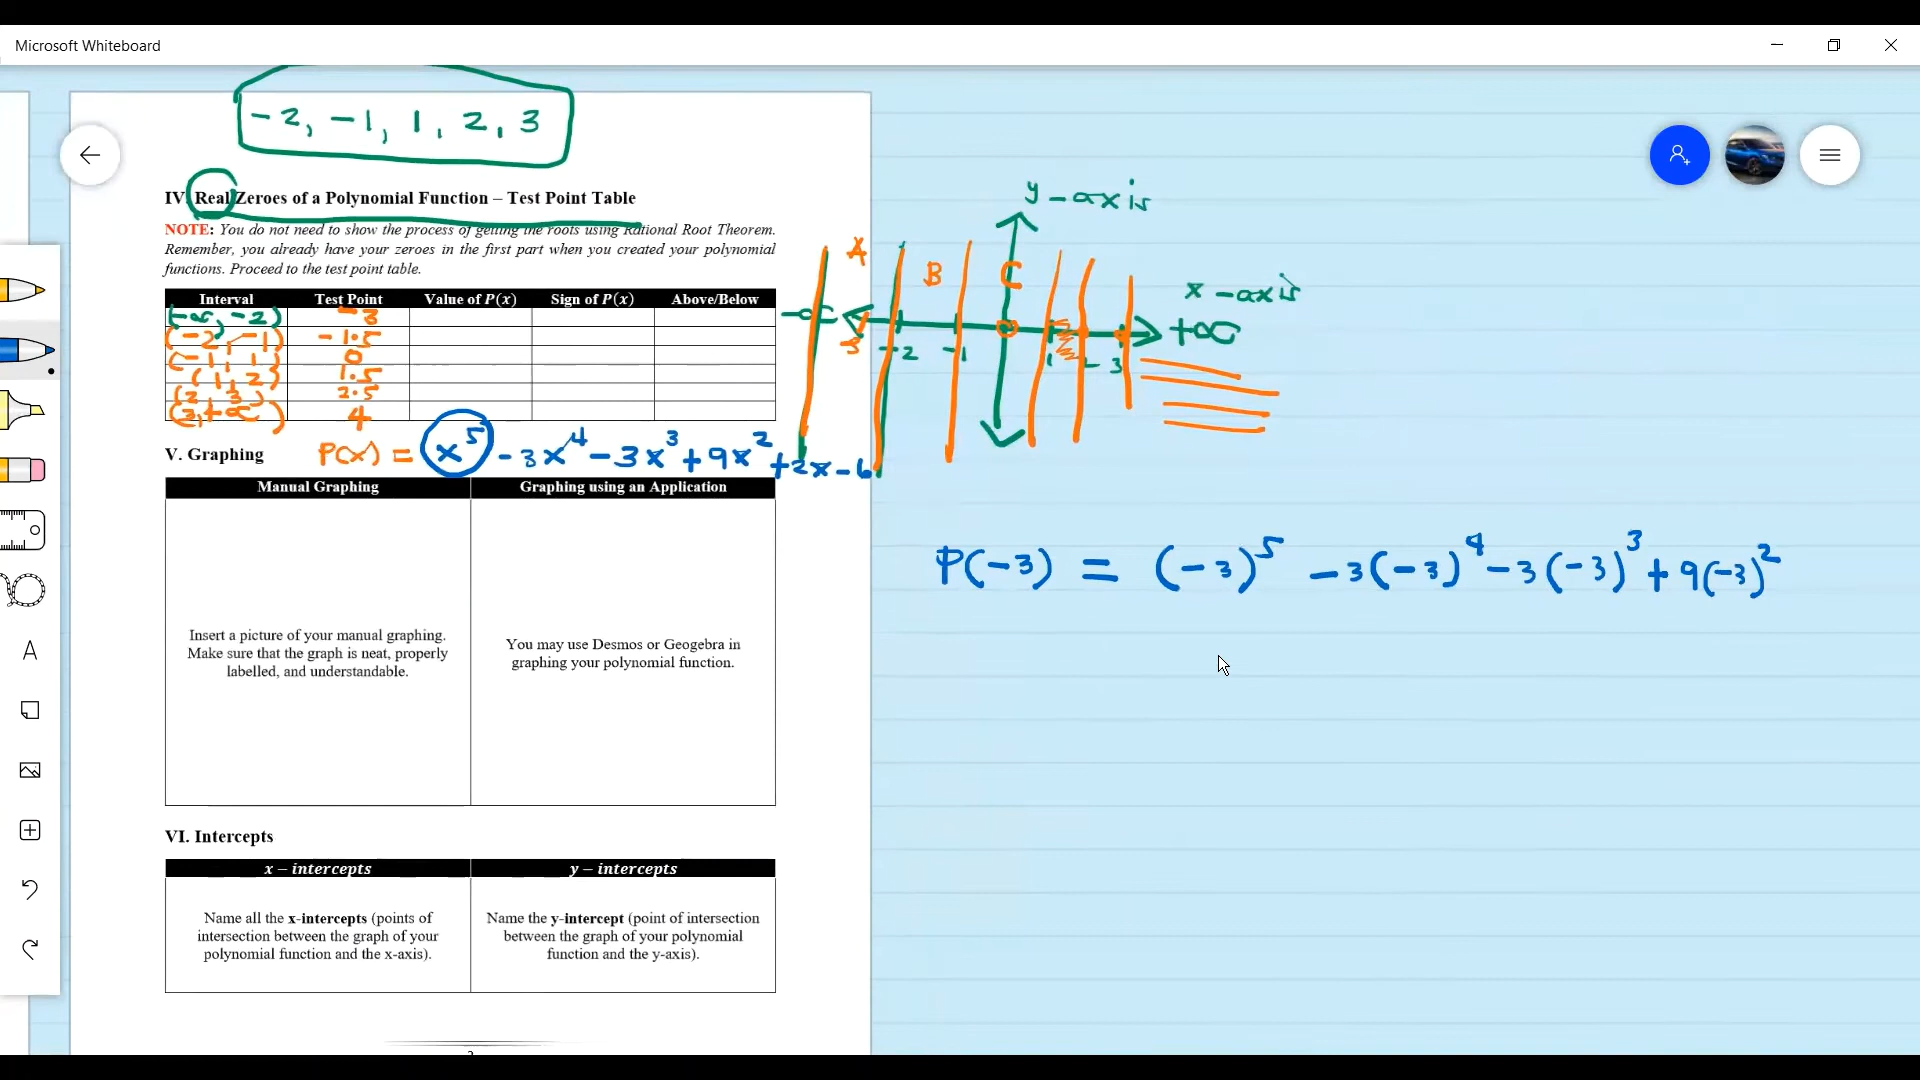 Microsoft Whiteboard
-2, -1, 1, 2, 3
IV. Real Zeroes of a Polynomial Function – Test Point Table
NOTE: You do not need to show the process of getting the roots using Rational Root Theorem.
Remember, you already have your zeroes in the first part when you created your polynomial
functions. Proceed to the test point table.
Interval Test Point Value of P(x) Sign of P(x) Above/Below
(-∞, -2) -3
(-2, -1) -1.5
(-1, 1) 0
(1, 2) 1.5
(2, 3) 2.5
(3, +∞) 4
V. Graphing
P(x) = x⁵ - 3x⁴ - 3x³ + 9x² + 2x - 6
Manual Graphing Graphing using an Application
Insert a picture of your manual graphing.
Make sure that the graph is neat, properly
labelled, and understandable.
You may use Desmos or Geogebra in
graphing your polynomial function.
VI. Intercepts
x – intercepts y – intercepts
Name all the x-intercepts (points of
intersection between the graph of your
polynomial function and the x-axis).
Name the y-intercept (point of intersection
between the graph of your polynomial
function and the y-axis).
y-axis
A B C
x-axis
-∞ +∞
-3 -2 -1 1 2 3
P(-3) = (-3)⁵ - 3(-3)⁴ - 3(-3)³ + 9(-3)²
A